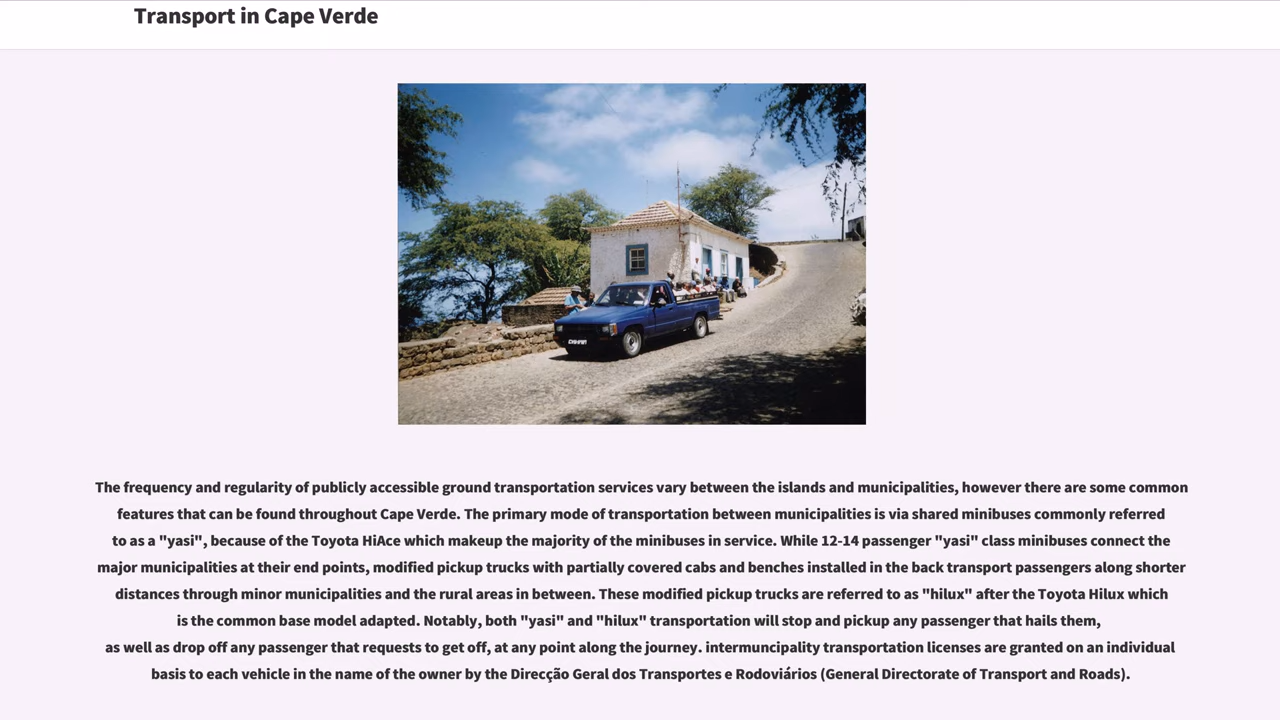 Transport in Cape Verde
The frequency and regularity of publicly accessible ground transportation services vary between the islands and municipalities, however there are some common
features that can be found throughout Cape Verde. The primary mode of transportation between municipalities is via shared minibuses commonly referred
to as a "yasi", because of the Toyota HiAce which makeup the majority of the minibuses in service. While 12-14 passenger "yasi" class minibuses connect the
major municipalities at their end points, modified pickup trucks with partially covered cabs and benches installed in the back transport passengers along shorter
distances through minor municipalities and the rural areas in between. These modified pickup trucks are referred to as "hilux" after the Toyota Hilux which
is the common base model adapted. Notably, both "yasi" and "hilux" transportation will stop and pickup any passenger that hails them,
as well as drop off any passenger that requests to get off, at any point along the journey. intermuncipality transportation licenses are granted on an individual
basis to each vehicle in the name of the owner by the Direcção Geral dos Transportes e Rodoviários (General Directorate of Transport and Roads).